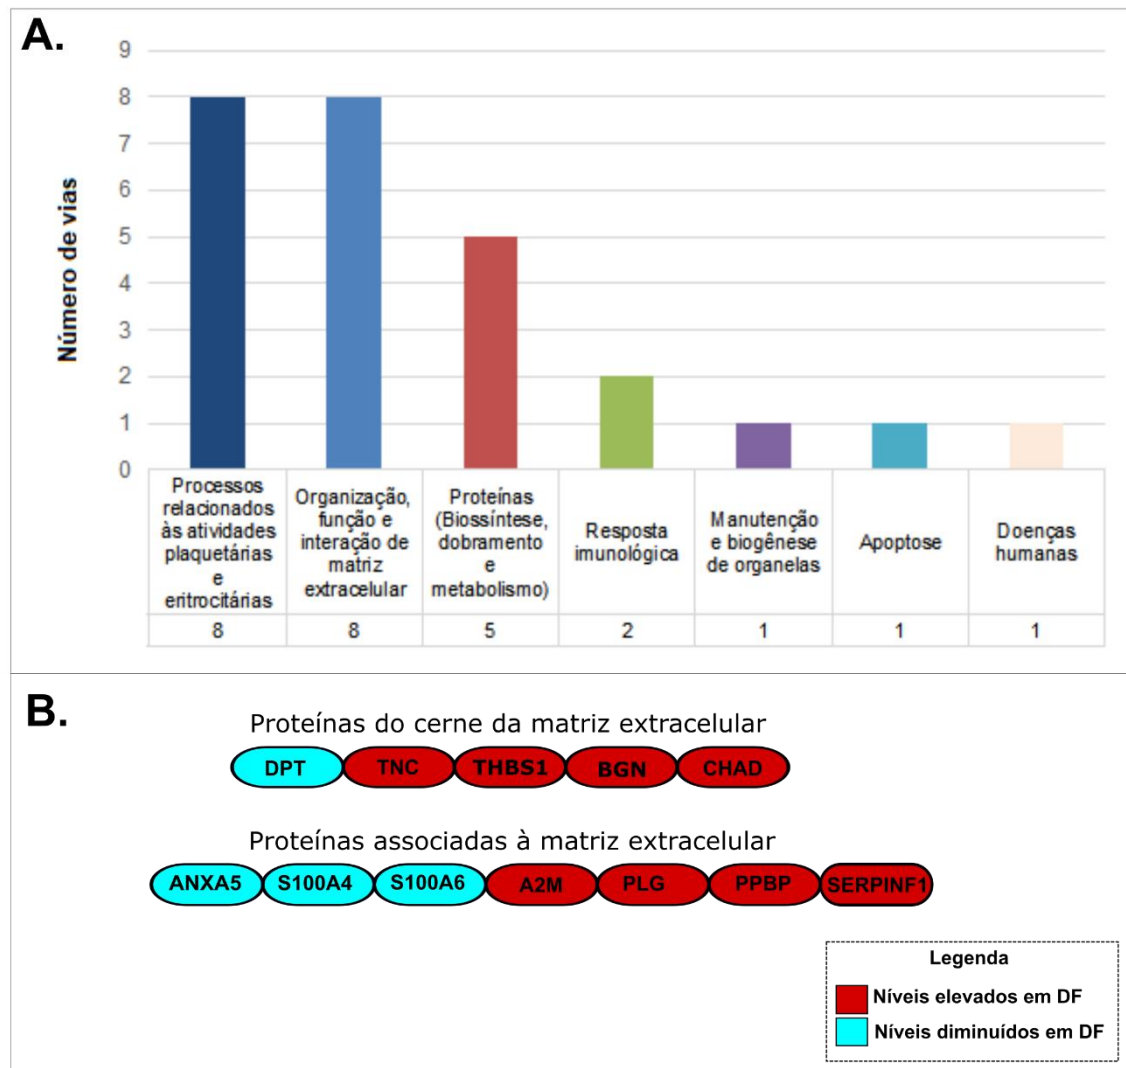 A.
9
8
7
6
5
4
3
2
1
0
Número de vias
Processos
relacionados
às atividades
plaquetárias
e
eritrocitárias
Organização,
função e
interação de
matriz
extracelular
Proteínas
(Biossíntese,
dobramento
e
metabolismo)
Resposta
imunológica
Manutenção
e biogênese
de organelas
Apoptose
Doenças
humanas
8 8 5 2 1 1 1
B.
Proteínas do cerne da matriz extracelular
DPT TNC THBS1 BGN CHAD
Proteínas associadas à matriz extracelular
ANXA5 S100A4 S100A6 A2M PLG PPBP SERPINF1
Legenda
Níveis elevados em DF
Níveis diminuídos em DF